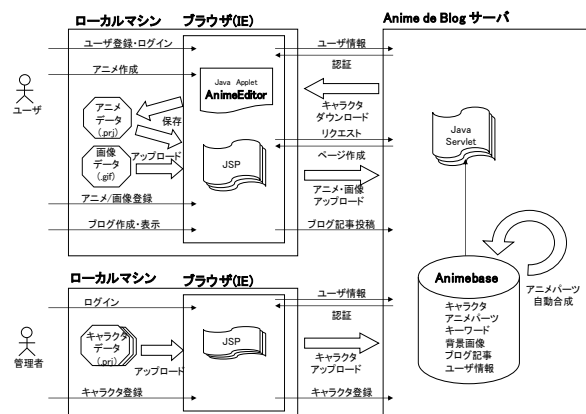 ローカルマシン
ブラウザ(IE)
Anime de Blog サーバ
ユーザ登録・ログイン
ユーザ情報
認証
アニメ作成
Java Applet
AnimeEditor
キャラクタ
ダウンロード
ユーザ
アニメ
データ
(.prj)
保存
リクエスト
Java
Servlet
画像
データ
(.gif)
アップロード
JSP
ページ作成
アニメ・画像
アップロード
アニメ/画像登録
ブログ作成・表示
ブログ記事投稿
ローカルマシン
ブラウザ(IE)
Animebase
キャラクタ
アニメパーツ
キーワード
背景画像
ブログ記事
ユーザ情報
アニメパーツ
自動合成
ログイン
ユーザ情報
認証
管理者
キャラクタ
データ
(.prj)
アップロード
JSP
キャラクタ
アップロード
キャラクタ登録
キャラクタ登録